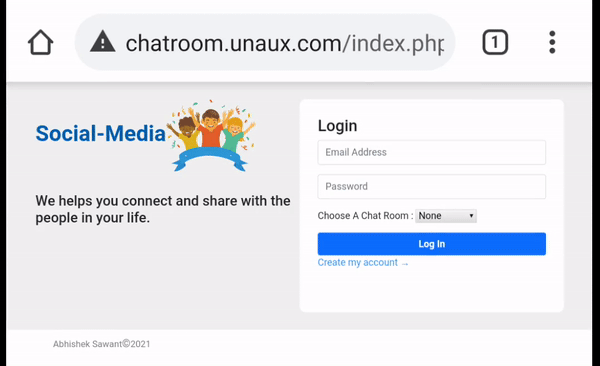 chatroom.unaux.com/index.php
1
Social-Media
We helps you connect and share with the
people in your life.
Login
Email Address
Password
Choose A Chat Room : None
Log In
Create my account →
Abhishek Sawant©2021